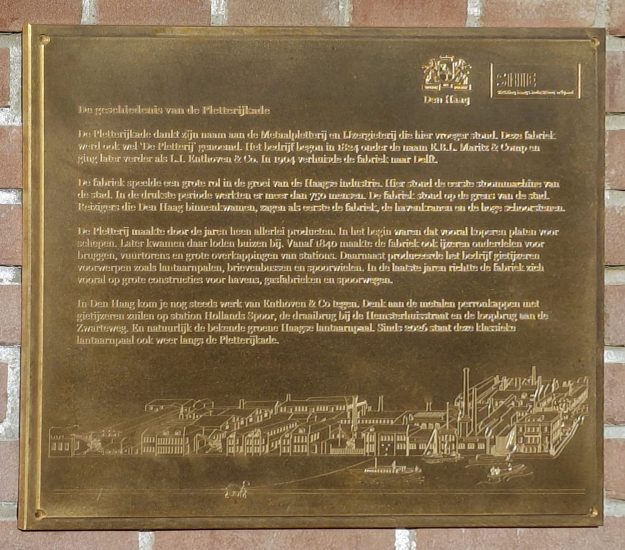 Den Haag
SHIE
De geschiedenis van de Pletterijkade
De Pletterijkade dankt zijn naam aan de Metaalpletterij en IJzergieterij die hier vroeger stond. Deze fabriek
werd ook wel 'De Pletterij' genoemd. Het bedrijf begon in 1824 onder de naam K.B.L. Maritz & Comp en
ging later verder als L.I. Enthoven & Co. In 1904 verhuisde de fabriek naar Delft.
De fabriek speelde een grote rol in de groei van de Haagse industrie. Hier stond de eerste stoommachine van
de stad. In de drukste periode werkten er meer dan 750 mensen. De fabriek stond op de grens van de stad.
Reizigers die Den Haag binnenkwamen, zagen als eerste de fabriek, de havenkranen en de hoge schoorstenen.
De Pletterij maakte door de jaren heen allerlei producten. In het begin waren dat vooral koperen platen voor
schepen. Later kwamen daar loden buizen bij. Vanaf 1840 maakte de fabriek ook ijzeren onderdelen voor
bruggen, vuurtorens en grote overkappingen van stations. Daarnaast produceerde het bedrijf gietijzeren
voorwerpen zoals lantaarnpalen, brievenbussen en spoorwielen. In de laatste jaren richtte de fabriek zich
vooral op grote constructies voor havens, gasfabrieken en spoorwegen.
In Den Haag kom je nog steeds werk van Enthoven & Co tegen. Denk aan de metalen perronkappen met
gietijzeren zuilen op station Hollands Spoor, de draaibrug bij de Hemsterhuisstraat en de loopbrug aan de
Zwarteweg. En natuurlijk de bekende groene Haagse lantaarnpaal. Sinds 2026 staat deze klassieke
lantaarnpaal ook weer langs de Pletterijkade.